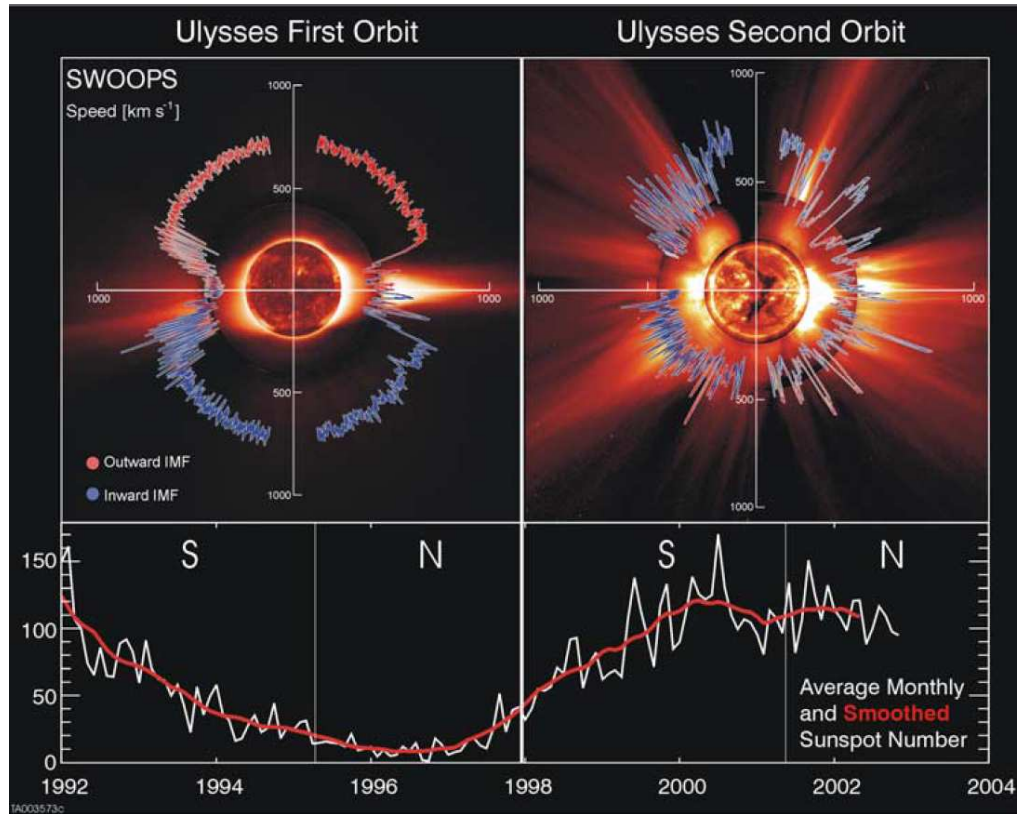 Ulysses First Orbit
Ulysses Second Orbit
SWOOPS
Speed [km s⁻¹]
1000
500
1000
1000
500
1000
Outward IMF
Inward IMF
1000
500
1000
1000
500
1000
S
N
S
N
150
100
50
0
Average Monthly
and Smoothed
Sunspot Number
1992
1994
1996
1998
2000
2002
2004
TA003573c